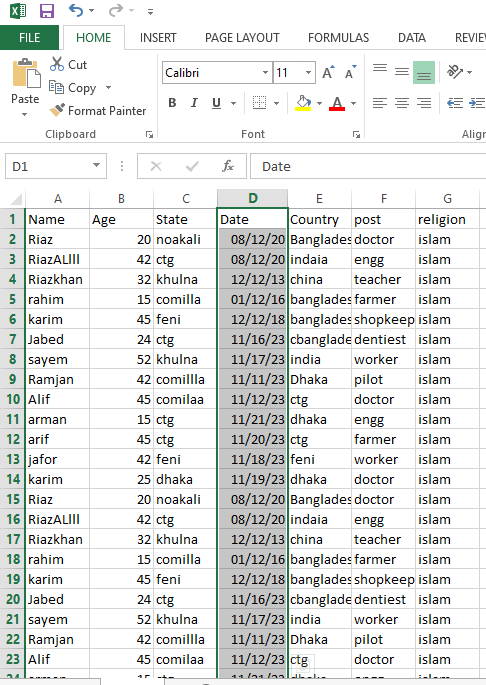 FILE HOME INSERT PAGE LAYOUT FORMULAS DATA REVIE
Cut
Calibri 11
Copy
Paste Format Painter
B I U A
Clipboard Font Align
D1 fx Date
A B C D E F G
1 Name Age State Date Country post religion
2 Riaz 20 noakali 08/12/20 Banglades doctor islam
3 RiazALlll 42 ctg 08/12/20 indaia engg islam
4 Riazkhan 32 khulna 12/12/13 china teacher islam
5 rahim 15 comilla 01/12/16 banglades farmer islam
6 karim 45 feni 12/12/18 banglades shopkeep islam
7 Jabed 24 ctg 11/16/23 cbanglade dentiest islam
8 sayem 52 khulna 11/17/23 india worker islam
9 Ramjan 42 comillla 11/11/23 Dhaka pilot islam
10 Alif 45 comilaa 11/12/23 ctg doctor islam
11 arman 15 ctg 11/21/23 dhaka engg islam
12 arif 45 ctg 11/20/23 ctg farmer islam
13 jafor 42 feni 11/18/23 feni worker islam
14 karim 25 dhaka 11/19/23 dhaka doctor islam
15 Riaz 20 noakali 08/12/20 Banglades doctor islam
16 RiazALlll 42 ctg 08/12/20 indaia engg islam
17 Riazkhan 32 khulna 12/12/13 china teacher islam
18 rahim 15 comilla 01/12/16 banglades farmer islam
19 karim 45 feni 12/12/18 banglades shopkeep islam
20 Jabed 24 ctg 11/16/23 cbanglade dentiest islam
21 sayem 52 khulna 11/17/23 india worker islam
22 Ramjan 42 comillla 11/11/23 Dhaka pilot islam
23 Alif 45 comilaa 11/12/23 ctg doctor islam